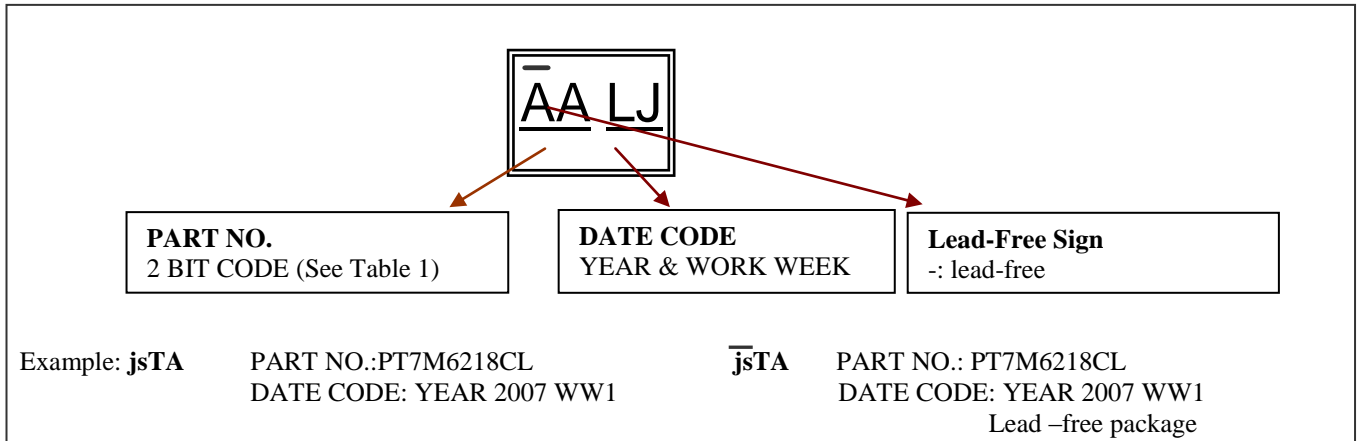 AA LJ
PART NO.
2 BIT CODE (See Table 1)
DATE CODE
YEAR & WORK WEEK
Lead-Free Sign
-: lead-free
Example: jsTA PART NO.:PT7M6218CL
DATE CODE: YEAR 2007 WW1
j̅s̅TA PART NO.: PT7M6218CL
DATE CODE: YEAR 2007 WW1
Lead –free package